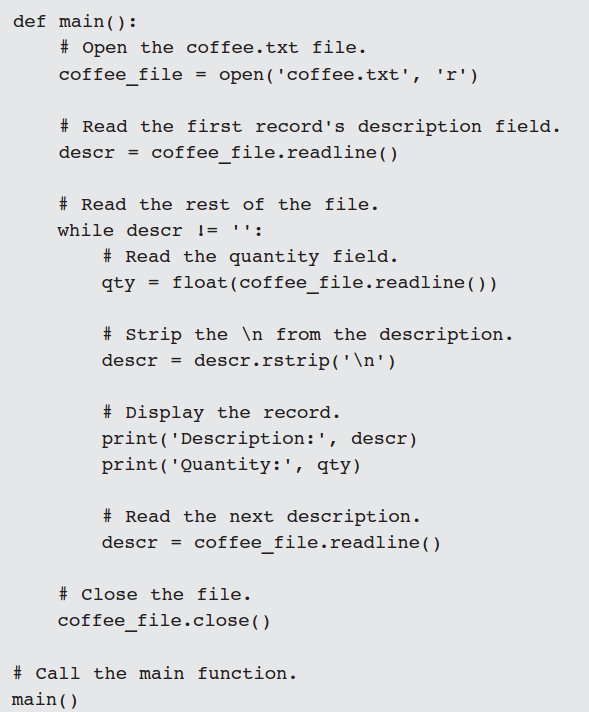 def main():
    # Open the coffee.txt file.
    coffee_file = open('coffee.txt', 'r')

    # Read the first record's description field.
    descr = coffee_file.readline()

    # Read the rest of the file.
    while descr != '':
        # Read the quantity field.
        qty = float(coffee_file.readline())

        # Strip the \n from the description.
        descr = descr.rstrip('\n')

        # Display the record.
        print('Description:', descr)
        print('Quantity:', qty)

        # Read the next description.
        descr = coffee_file.readline()

    # Close the file.
    coffee_file.close()

# Call the main function.
main()